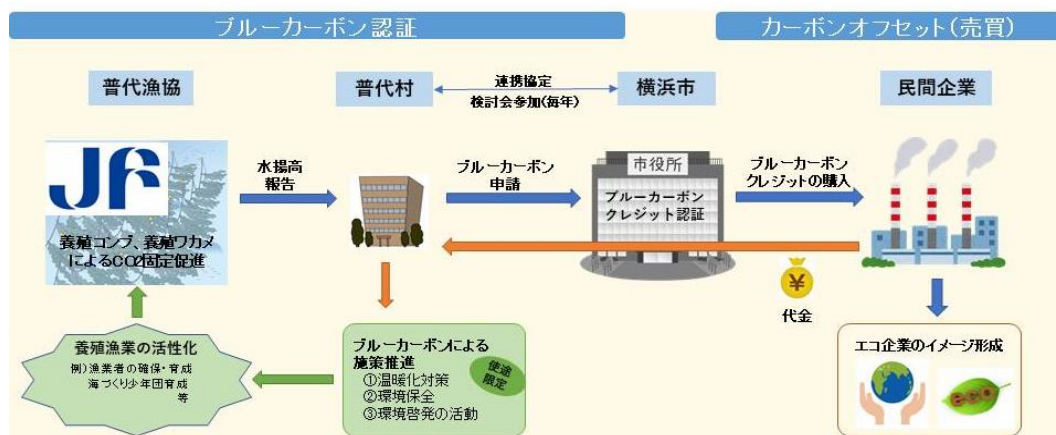 ブルーカーボン認証
カーボンオフセット(売買)
普代漁協
普代村
連携協定
検討会参加(毎年)
横浜市
民間企業
JF
養殖コンブ、養殖ワカメ
によるCO2固定促進
水揚高
報告
ブルーカーボン
申請
市役所
ブルーカーボン
クレジット認証
ブルーカーボン
クレジットの購入
¥
代金
養殖漁業の活性化
例)漁業者の確保・育成
海づくり少年団育成
等
ブルーカーボンによる
施策推進
使途
限定
①温暖化対策
②環境保全
③環境啓発の活動
エコ企業のイメージ形成
eco